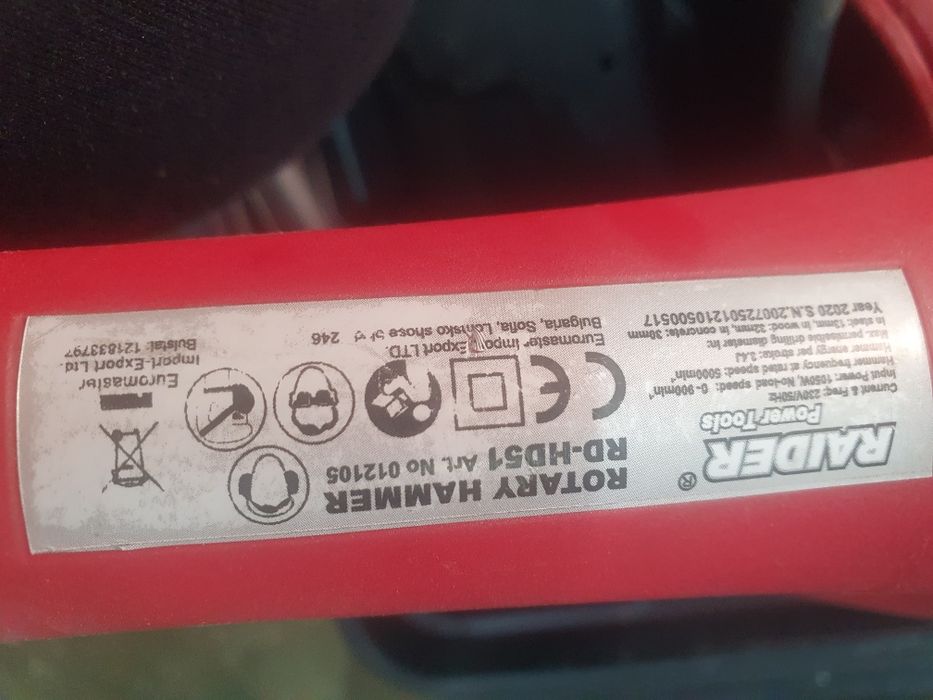 RAIDER®
Power Tools
Current & Freq: 230V/50Hz
Input Power: 1050W No-load speed: 0- 900min⁻¹
Hammer frequency at rated speed: 5000min⁻¹
Hammer energy per stroke: 3.4J
Max. permissible drilling diameter in:
In steel: 13mm, in wood: 32mm, in concrete: 30mm
Year 2020 S.N.20072501210500517
ROTARY HAMMER
RD-HD51 Art. No 012105
CE
Euromaster Impo Export LTD.
Bulgaria, Sofia, Lomsko shose 246
Euromaster
Import-Export Ltd
Bulstat: 121833797